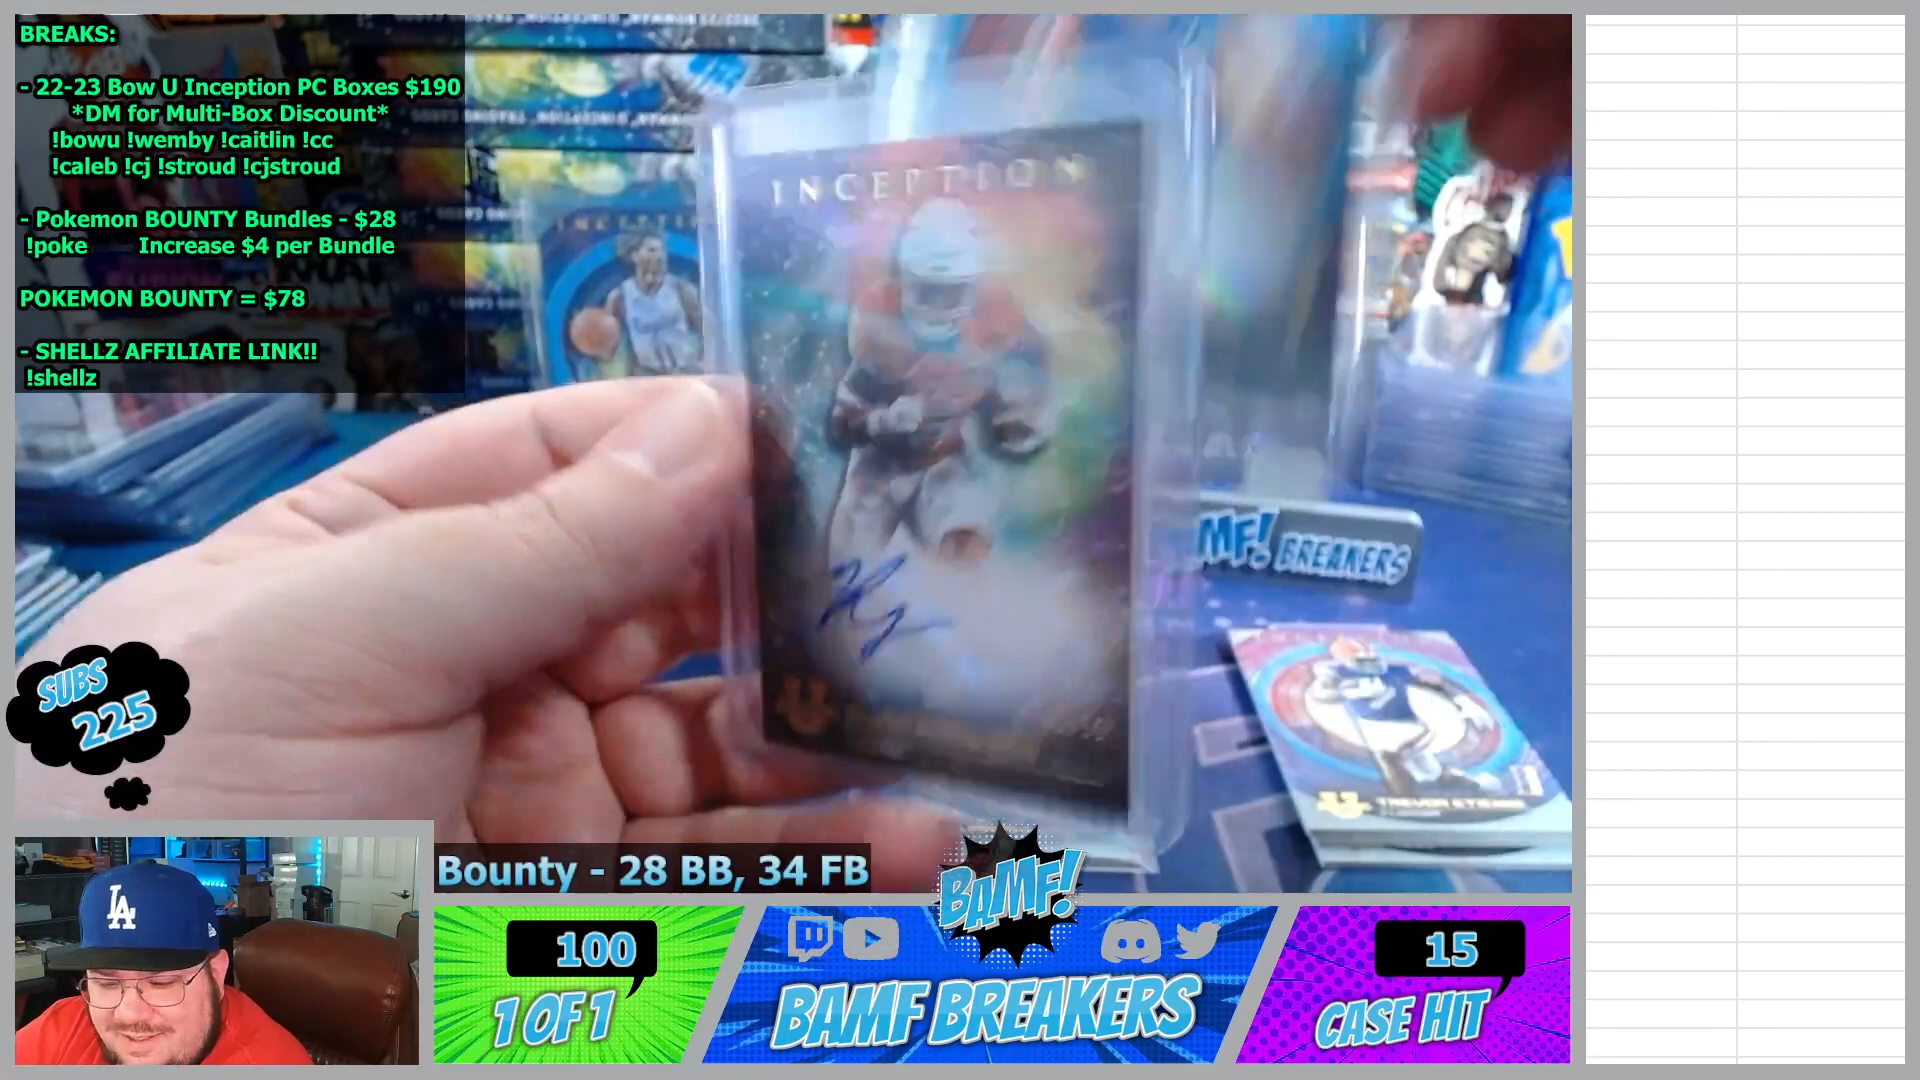 BREAKS:
- 22-23 Bow U Inception PC Boxes $190
*DM for Multi-Box Discount*
!bowu !wemby !caitlin !cc
!caleb !cj !stroud !cjstroud
- Pokemon BOUNTY Bundles - $28
!poke Increase $4 per Bundle
POKEMON BOUNTY = $78
- SHELLZ AFFILIATE LINK!!
!shellz
INCEPTION
MF! BREAKERS
SUBS
225
Bounty - 28 BB, 34 FB
BAMF!
LA
100
1 OF 1
BAMF BREAKERS
15
CASE HIT